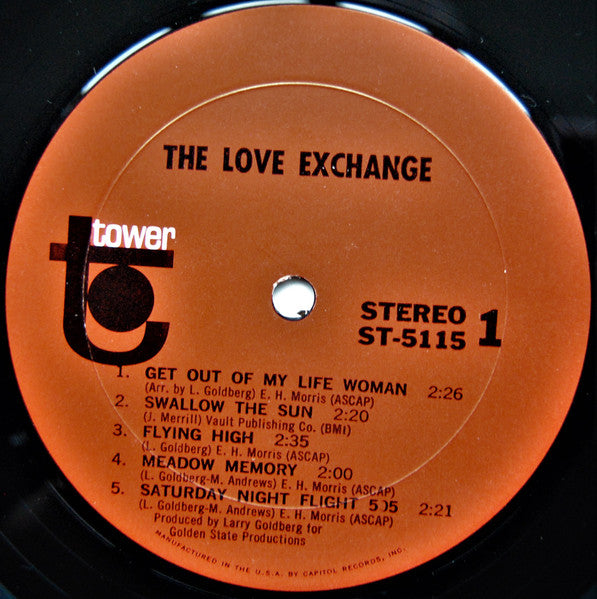 THE LOVE EXCHANGE
tower
STEREO 1
ST-5115
1. GET OUT OF MY LIFE WOMAN 2:26
(Arr. by L. Goldberg) E. H. Morris (ASCAP)
2. SWALLOW THE SUN 2:20
(J. Merrill) Vault Publishing Co. (BMI)
3. FLYING HIGH 2:35
(L. Goldberg) E. H. Morris (ASCAP)
4. MEADOW MEMORY 2:00
(L. Goldberg-M. Andrews) E. H. Morris (ASCAP)
5. SATURDAY NIGHT FLIGHT 505 2:21
(L. Goldberg-M. Andrews) E. H. Morris (ASCAP)
Produced by Larry Goldberg for
Golden State Productions
MANUFACTURED IN THE U.S.A. BY CAPITOL RECORDS, INC.